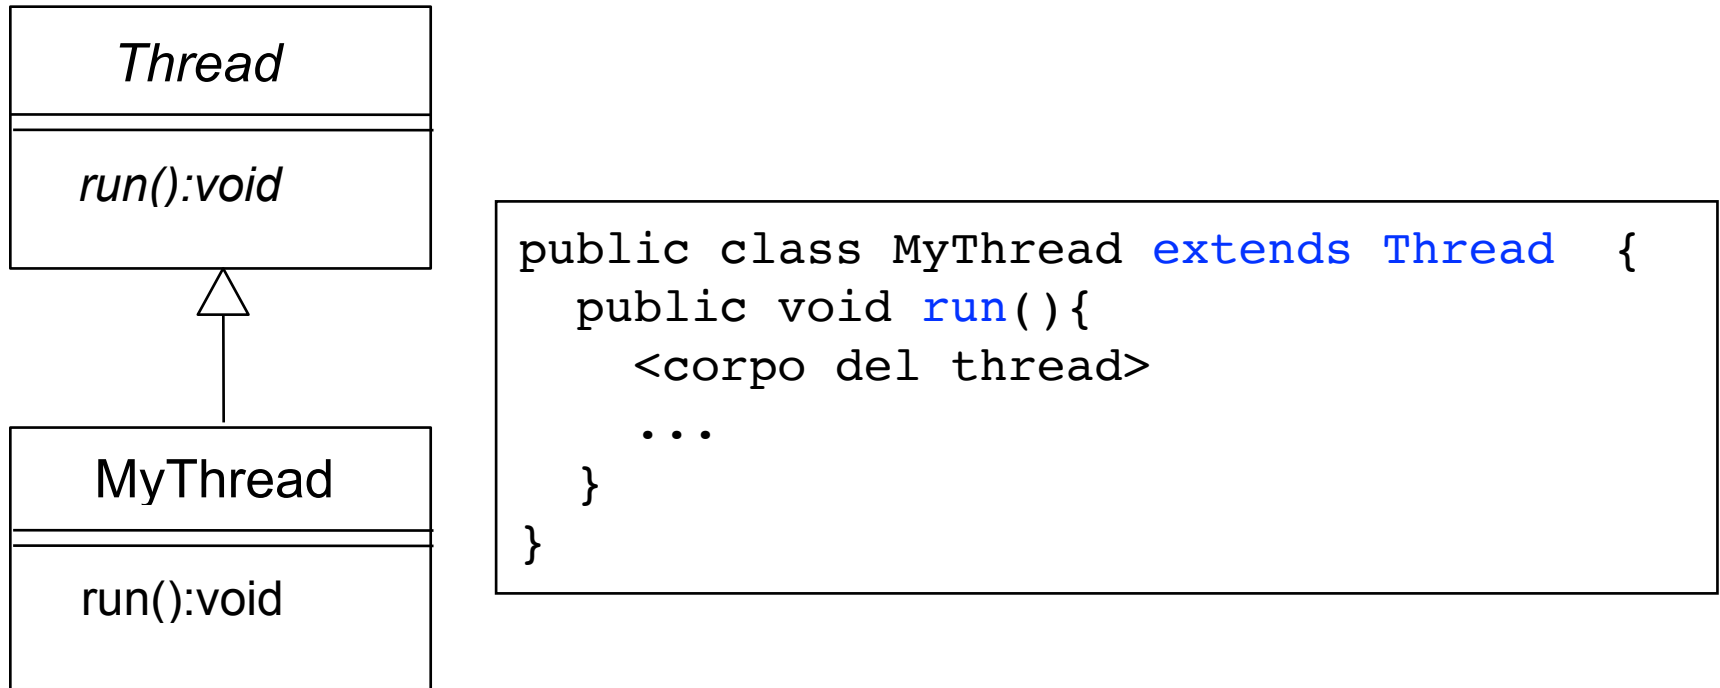 Thread
run():void
MyThread
run():void
public class MyThread extends Thread  {
  public void run(){
    <corpo del thread>
    ...
  }
}